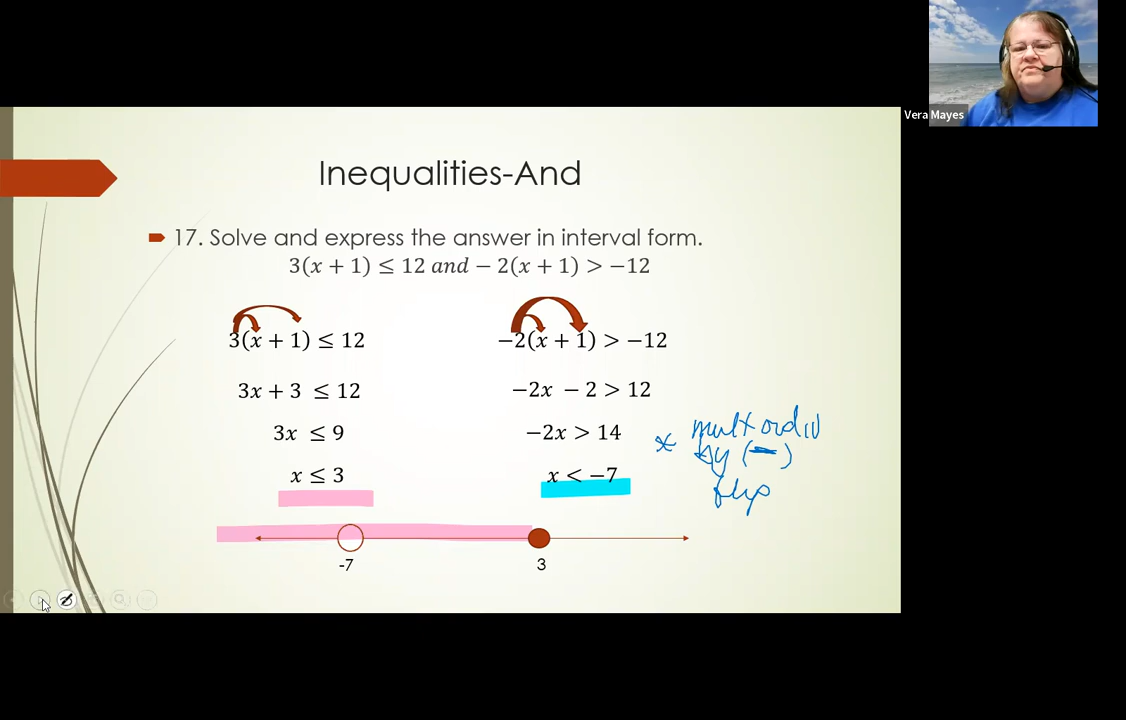 Vera Mayes
Inequalities-And
17. Solve and express the answer in interval form.
3(x + 1) ≤ 12 and − 2(x + 1) > −12
3(x + 1) ≤ 12
−2(x + 1) > −12
3x + 3 ≤ 12
−2x − 2 > 12
3x ≤ 9
−2x > 14
x ≤ 3
x < −7
* mult or div
by (−)
flip
-7
3